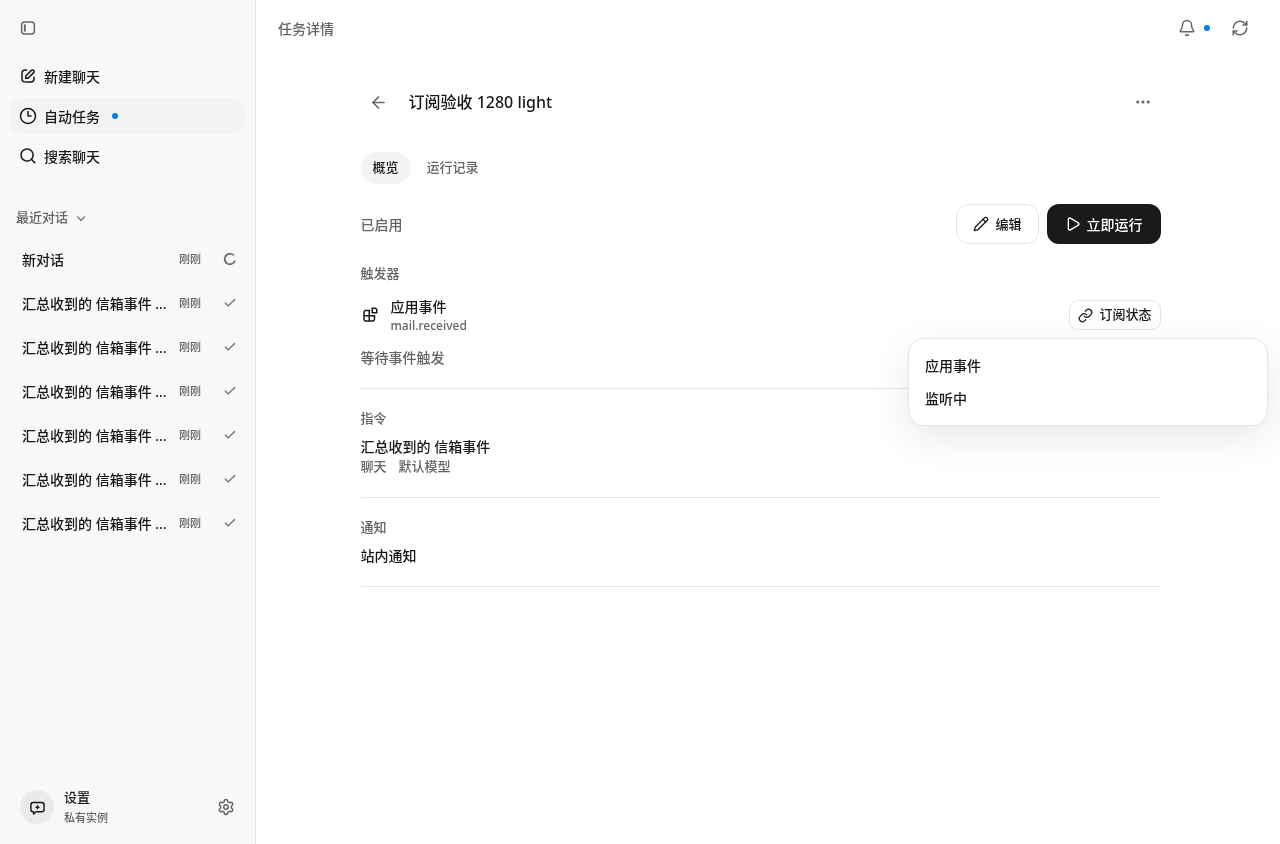 任务详情
新建聊天
自动任务
搜索聊天
最近对话
新对话 刚刚
汇总收到的 信箱事件 ... 刚刚
汇总收到的 信箱事件 ... 刚刚
汇总收到的 信箱事件 ... 刚刚
汇总收到的 信箱事件 ... 刚刚
汇总收到的 信箱事件 ... 刚刚
汇总收到的 信箱事件 ... 刚刚
设置
私有实例
订阅验收 1280 light
概览 运行记录
已启用 编辑 立即运行
触发器
应用事件
mail.received
订阅状态
等待事件触发
应用事件
监听中
指令
汇总收到的 信箱事件
聊天 默认模型
通知
站内通知